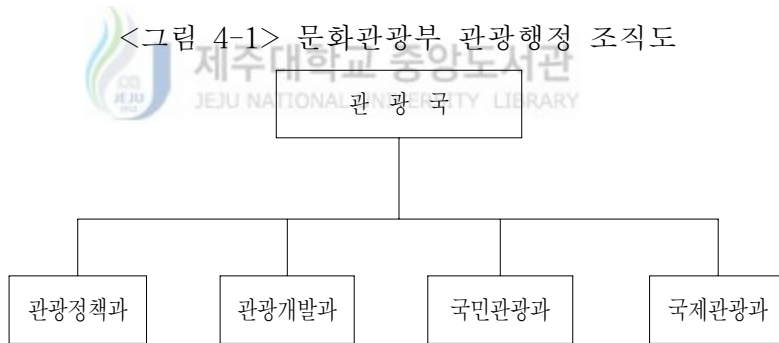 <그림 4-1> 문화관광부 관광행정 조직도
제주대학교 중앙도서관
JEJU NATIONAL UNIVERSITY LIBRARY
JEJU
1952
관 광 국
관광정책과 관광개발과 국민관광과 국제관광과